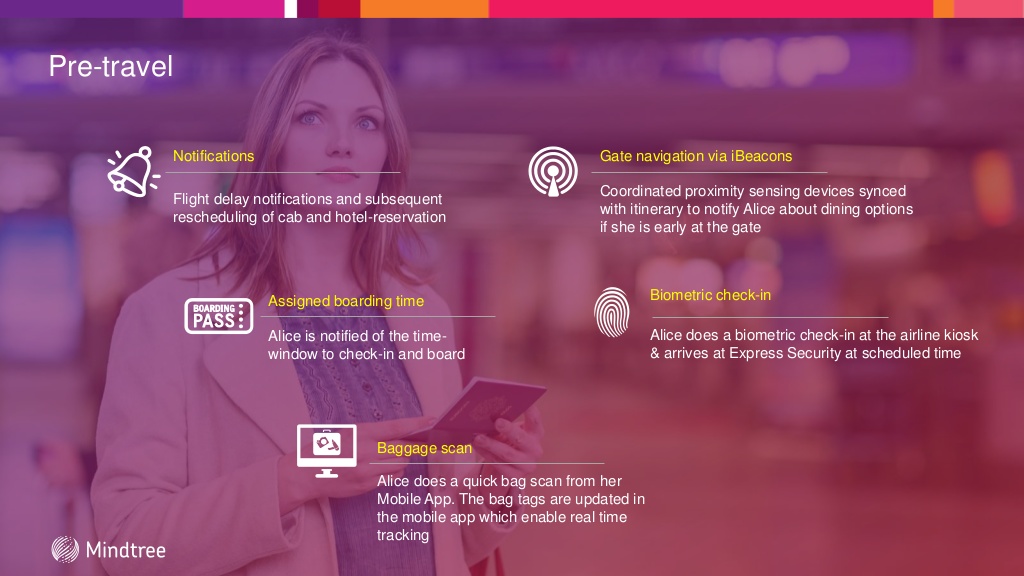 Pre-travel
Notifications
Flight delay notifications and subsequent
rescheduling of cab and hotel-reservation
Gate navigation via iBeacons
Coordinated proximity sensing devices synced
with itinerary to notify Alice about dining options
if she is early at the gate
BOARDING
PASS
Assigned boarding time
Alice is notified of the time-
window to check-in and board
Biometric check-in
Alice does a biometric check-in at the airline kiosk
& arrives at Express Security at scheduled time
Baggage scan
Alice does a quick bag scan from her
Mobile App. The bag tags are updated in
the mobile app which enable real time
tracking
Mindtree